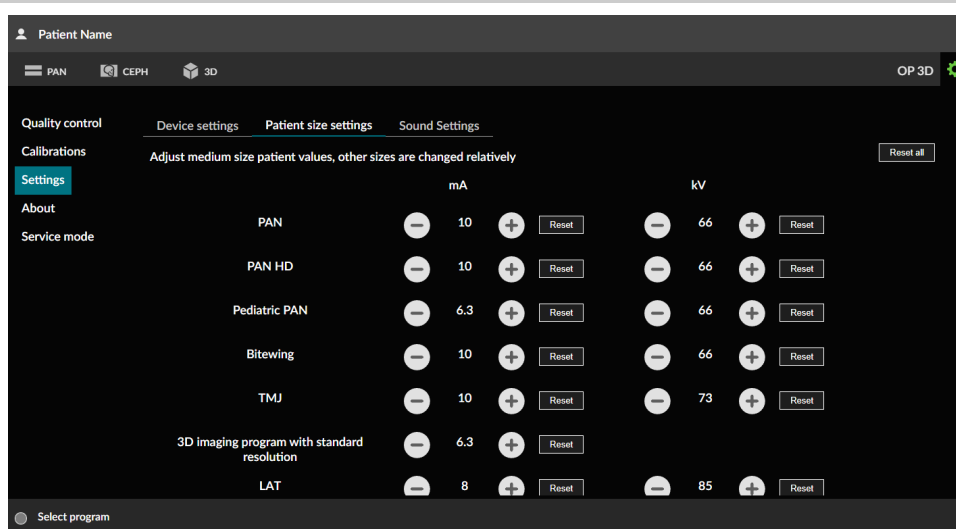 Patient Name
PAN CEPH 3D OP 3D
Quality control
Calibrations
Settings
About
Service mode
Device settings Patient size settings Sound Settings
Adjust medium size patient values, other sizes are changed relatively Reset all
mA kV
PAN 10 Reset 66 Reset
PAN HD 10 Reset 66 Reset
Pediatric PAN 6.3 Reset 66 Reset
Bitewing 10 Reset 66 Reset
TMJ 10 Reset 73 Reset
3D imaging program with standard
resolution 6.3 Reset
LAT 8 Reset 85 Reset
Select program